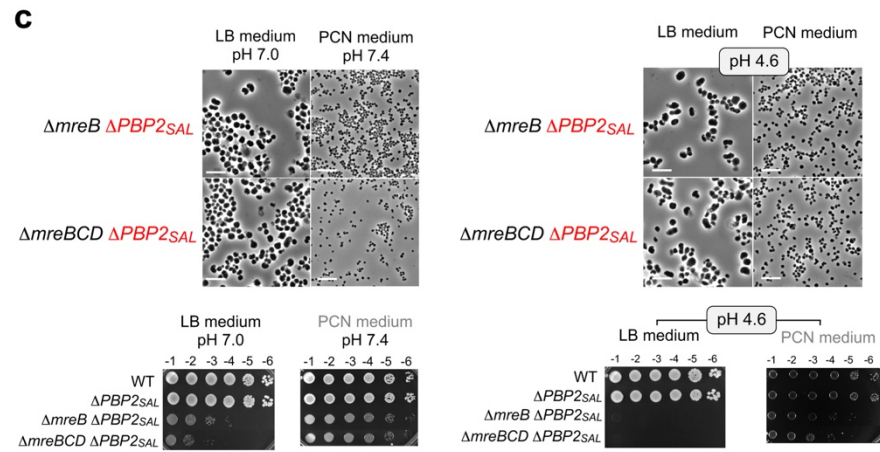 c
LB medium
pH 7.0
PCN medium
pH 7.4
ΔmreB ΔPBP2SAL
ΔmreBCD ΔPBP2SAL
LB medium
PCN medium
pH 4.6
ΔmreB ΔPBP2SAL
ΔmreBCD ΔPBP2SAL
LB medium
pH 7.0
PCN medium
pH 7.4
-1 -2 -3 -4 -5 -6
-1 -2 -3 -4 -5 -6
WT
ΔPBP2SAL
ΔmreB ΔPBP2SAL
ΔmreBCD ΔPBP2SAL
pH 4.6
LB medium
PCN medium
-1 -2 -3 -4 -5 -6
-1 -2 -3 -4 -5 -6
WT
ΔPBP2SAL
ΔmreB ΔPBP2SAL
ΔmreBCD ΔPBP2SAL